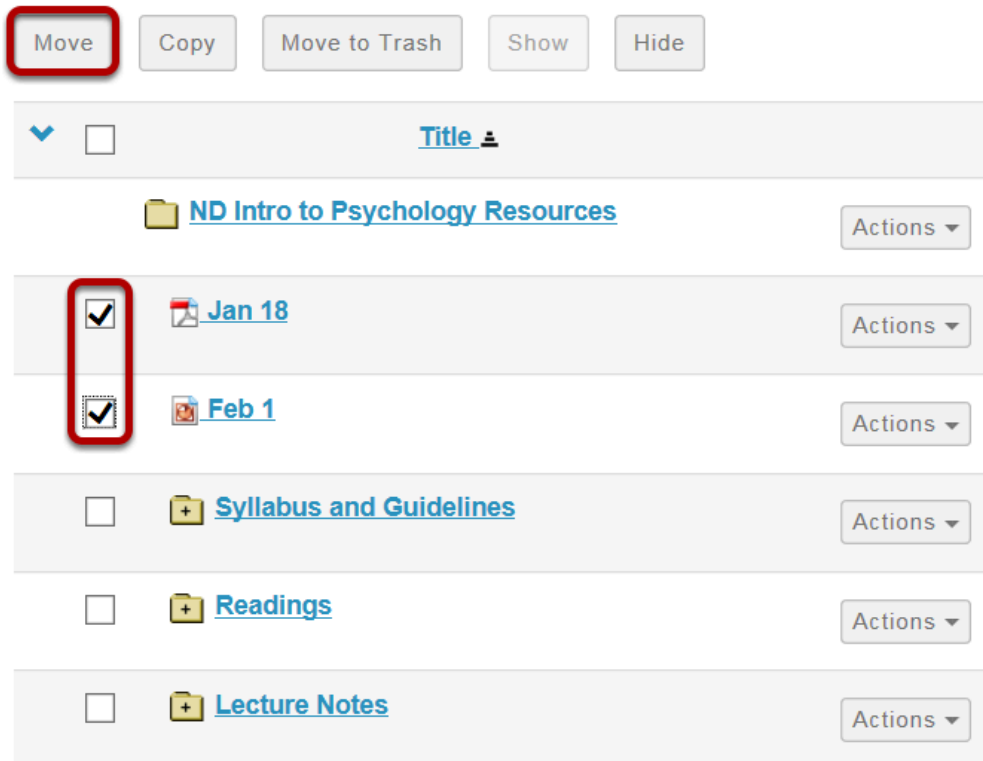 Move Copy Move to Trash Show Hide
Title
ND Intro to Psychology Resources Actions
Jan 18 Actions
Feb 1 Actions
Syllabus and Guidelines Actions
Readings Actions
Lecture Notes Actions